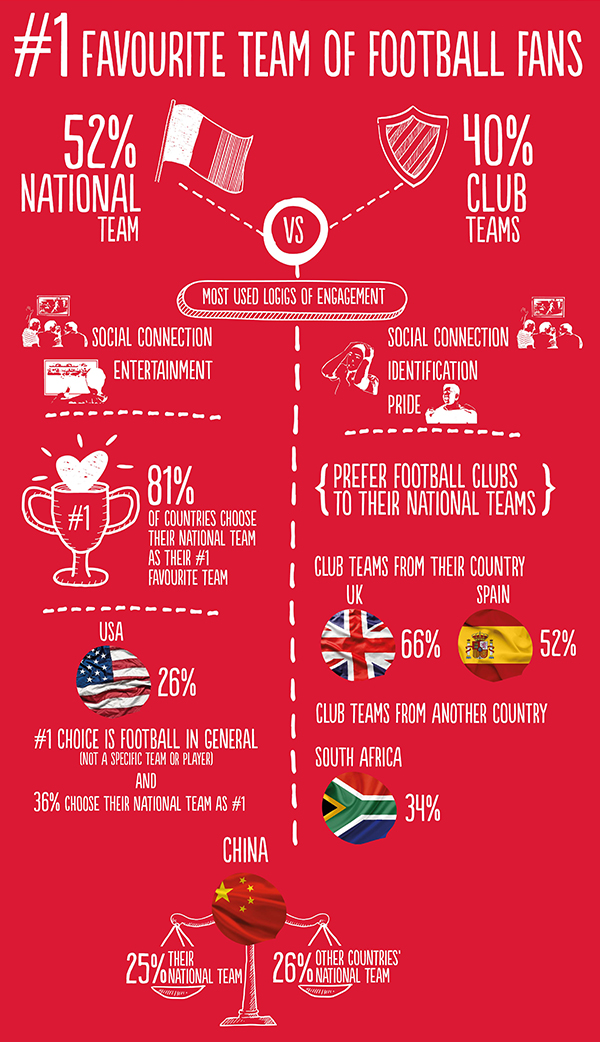 #1 FAVOURITE TEAM OF FOOTBALL FANS
52%
NATIONAL
TEAM
40%
CLUB
TEAMS
VS
MOST USED LOGICS OF ENGAGEMENT
SOCIAL CONNECTION
ENTERTAINMENT
SOCIAL CONNECTION
IDENTIFICATION
PRIDE
#1
81%
OF COUNTRIES CHOOSE
THEIR NATIONAL TEAM
AS THEIR #1
FAVOURITE TEAM
{ PREFER FOOTBALL CLUBS
TO THEIR NATIONAL TEAMS }
CLUB TEAMS FROM THEIR COUNTRY
UK
66%
SPAIN
52%
USA
26%
#1 CHOICE IS FOOTBALL IN GENERAL
(NOT A SPECIFIC TEAM OR PLAYER)
AND
36% CHOOSE THEIR NATIONAL TEAM AS #1
CLUB TEAMS FROM ANOTHER COUNTRY
SOUTH AFRICA
34%
CHINA
25% THEIR
NATIONAL TEAM
26% OTHER COUNTRIES'
NATIONAL TEAM